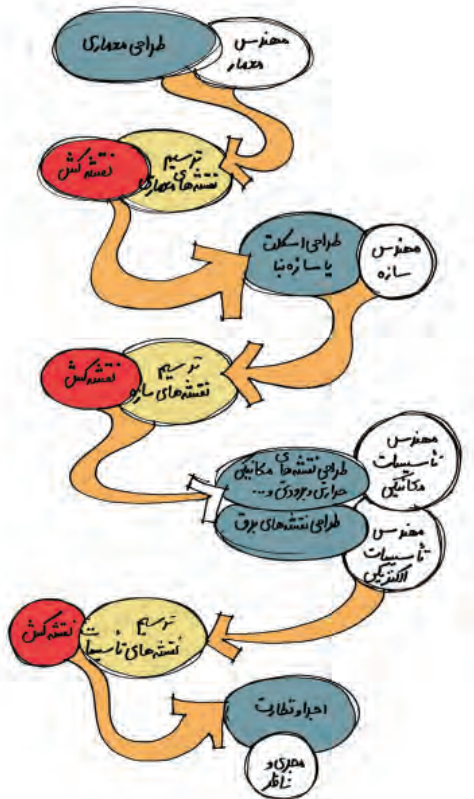 مهندس
معمار
طراحی معماری
ترسیم
نقشه‌های معماری
نقشه کش
مهندس
سازه
طراحی اسکلت
یا سازه بنا
ترسیم
نقشه‌های سازه
نقشه کش
مهندس
تأسیسات
مکانیکی
طراحی نقشه‌های مکانیکی
حرارتی و برودتی و...
مهندس
تأسیسات
الکتریکی
طراحی نقشه‌های برق
ترسیم
نقشه‌های تأسیسات
نقشه کش
اجرا و نظارت
مجری و
ناظر